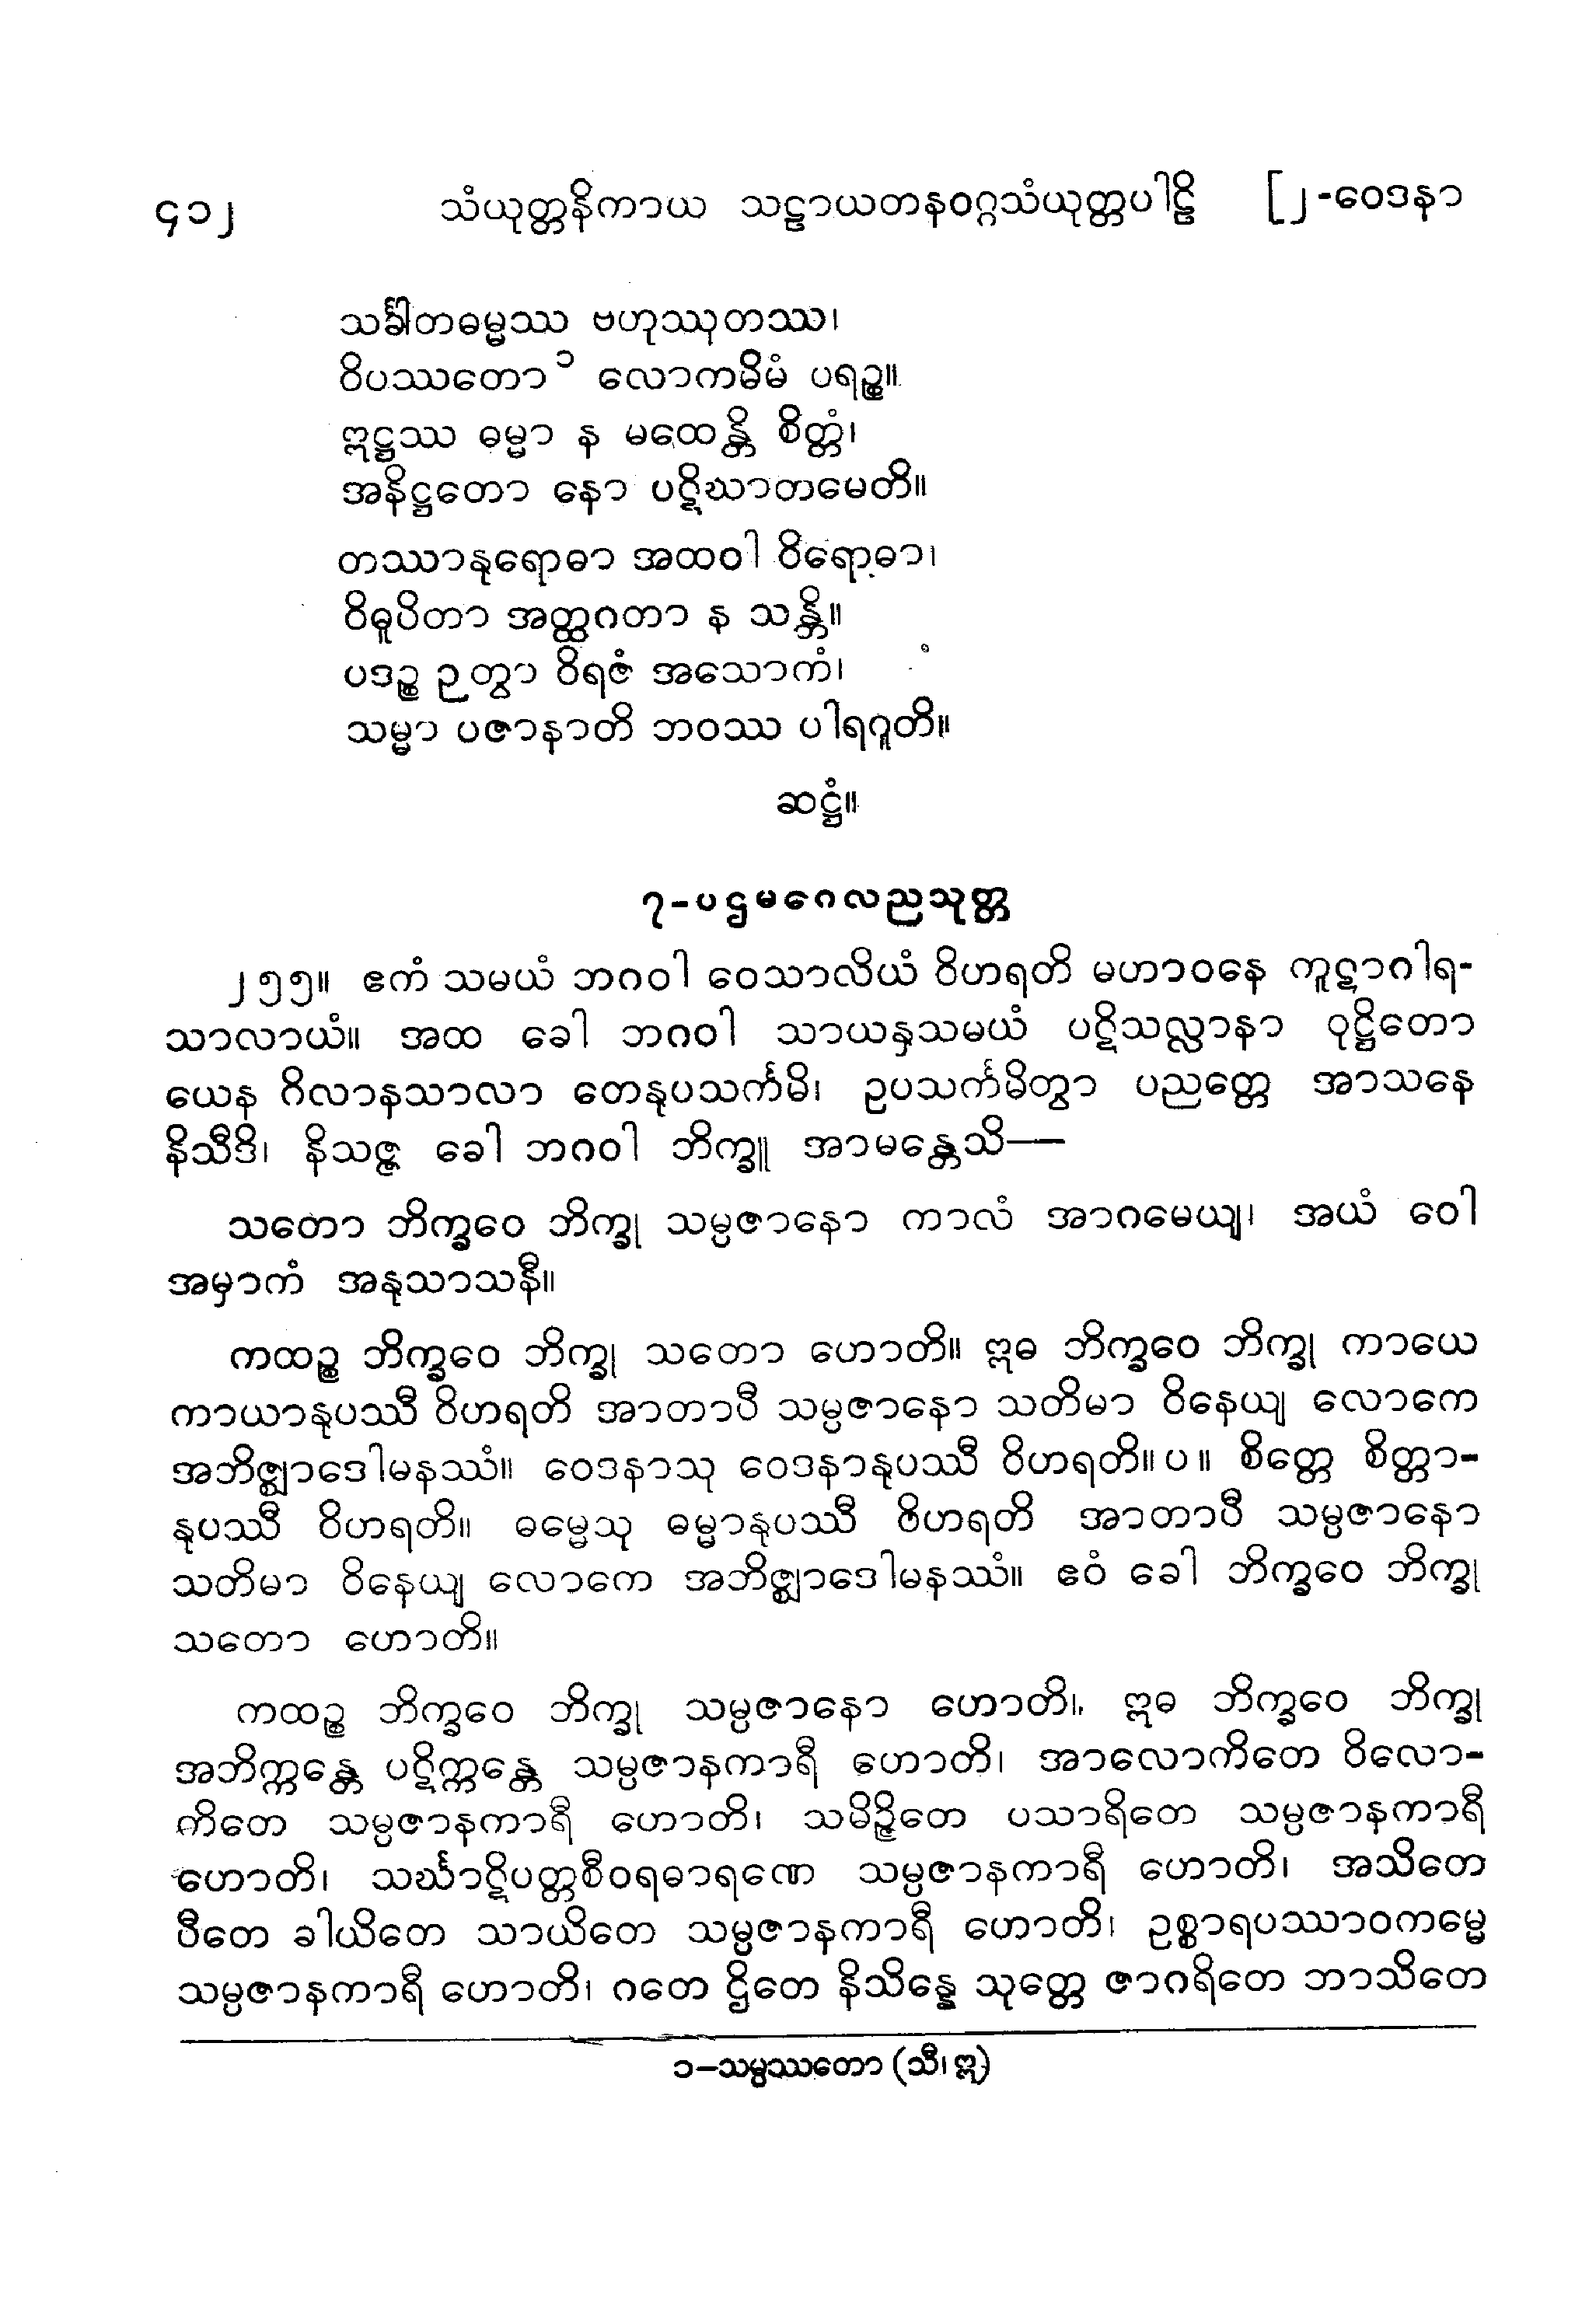 ၄၁၂ သံယုတ္တနိကာယ သဠာယတနဝဂ္ဂသံယုတ္တပါဠိ [၂-ဝေဒနာ
သင်္ခါတဓမ္မဿ ဗဟုဿုတဿ၊
ဝိပဿတော ၁ လောကမိမံ ပရဉ္စ။
ဣဋ္ဌဿ ဓမ္မာ န မထေန္တိ စိတ္တံ၊
အနိဋ္ဌတော နော ပဋိဃာတမေတိ။
တဿာနုရောဓာ အထဝါ ဝိရောဓာ၊
ဝိဓူပိတာ အတ္ထဂတာ န သန္တိ။
ပဒဉ္စ ဉတွာ ဝိရဇံ အသောကံ၊
သမ္မာ ပဇာနာတိ ဘဝဿ ပါရဂူတိ။
ဆဋ္ဌံ။
၇-ပဌမဂေလညသုတ္တ
၂၅၅။ ဧကံ သမယံ ဘဂဝါ ဝေသာလိယံ ဝိဟရတိ မဟာဝနေ ကူဋာဂါရ-
သာလာယံ။ အထ ခေါ ဘဂဝါ သာယနှသမယံ ပဋိသလ္လာနာ ဝုဋ္ဌိတော
ယေန ဂိလာနသာလာ တေနုပသင်္ကမိ၊ ဥပသင်္ကမိတွာ ပညတ္တေ အာသနေ
နိသီဒိ၊ နိသဇ္ဇ ခေါ ဘဂဝါ ဘိက္ခူ အာမန္တေသိ—
သတော ဘိက္ခဝေ ဘိက္ခု သမ္ပဇာနော ကာလံ အာဂမေယျ၊ အယံ ဝေါ
အမှာကံ အနုသာသနီ။
ကထဉ္စ ဘိက္ခဝေ ဘိက္ခု သတော ဟောတိ။ ဣဓ ဘိက္ခဝေ ဘိက္ခု ကာယေ
ကာယာနုပဿီ ဝိဟရတိ အာတာပီ သမ္ပဇာနော သတိမာ ဝိနေယျ လောကေ
အဘိဇ္ဈာဒေါမနဿံ။ ဝေဒနာသု ဝေဒနာနုပဿီ ဝိဟရတိ။ပ။ စိတ္တေ စိတ္တာ-
နုပဿီ ဝိဟရတိ။ ဓမ္မေသု ဓမ္မာနုပဿီ ဝိဟရတိ အာတာပီ သမ္ပဇာနော
သတိမာ ဝိနေယျ လောကေ အဘိဇ္ဈာဒေါမနဿံ။ ဧဝံ ခေါ ဘိက္ခဝေ ဘိက္ခု
သတော ဟောတိ။
ကထဉ္စ ဘိက္ခဝေ ဘိက္ခု သမ္ပဇာနော ဟောတိ။ ဣဓ ဘိက္ခဝေ ဘိက္ခု
အဘိက္ကန္တေ ပဋိက္ကန္တေ သမ္ပဇာနကာရီ ဟောတိ၊ အာလောကိတေ ဝိလော-
ကိတေ သမ္ပဇာနကာရီ ဟောတိ၊ သမိဉ္ဇိတေ ပသာရိတေ သမ္ပဇာနကာရီ
ဟောတိ၊ သင်္ဃာဋိပတ္တစီဝရဓာရဏေ သမ္ပဇာနကာရီ ဟောတိ၊ အသိတေ
ပီတေ ခါယိတေ သာယိတေ သမ္ပဇာနကာရီ ဟောတိ၊ ဥစ္စာရပဿာဝကမ္မေ
သမ္ပဇာနကာရီ ဟောတိ၊ ဂတေ ဌိတေ နိသိန္နေ သုတ္တေ ဇာဂရိတေ ဘာသိတေ
၁–သမ္ပဿတော (သီ၊ ဣ)